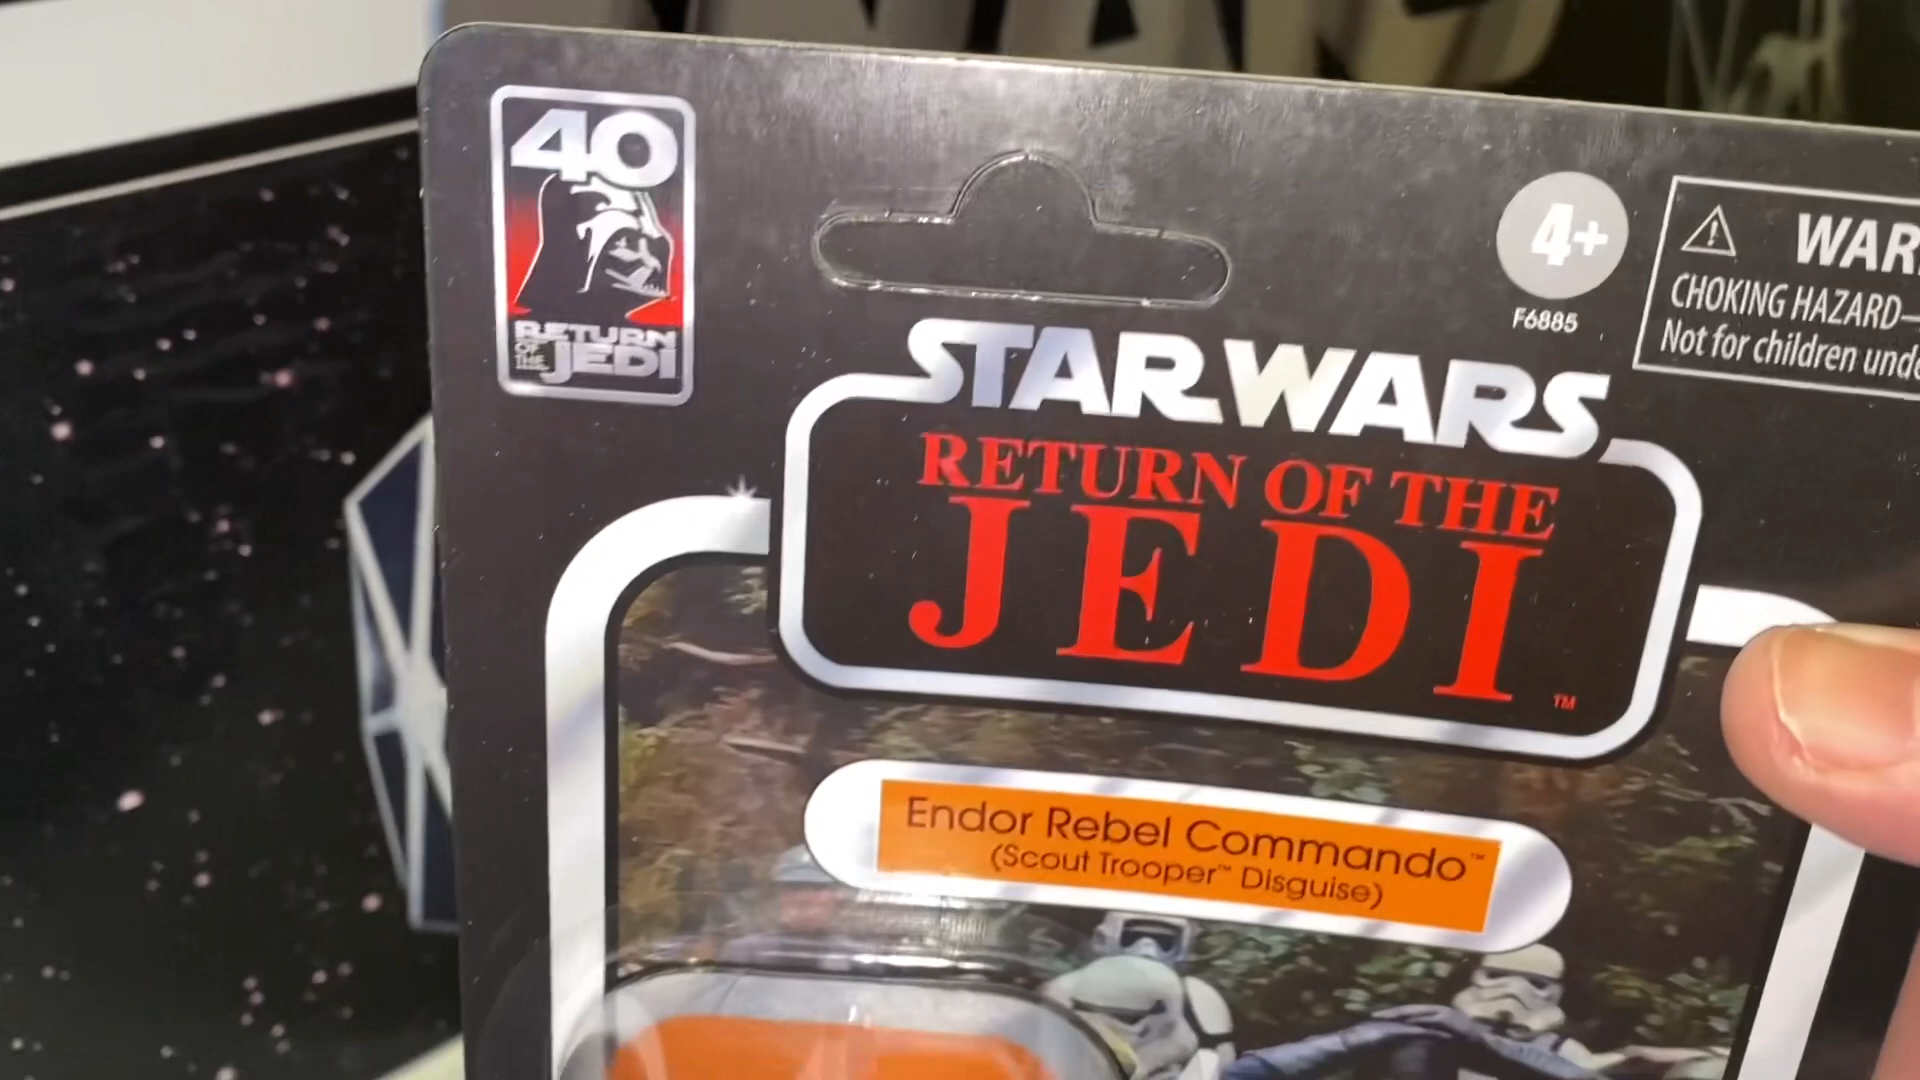 40
RETURN
OF
THE
JEDI
4+
F6885
WAR
CHOKING HAZARD—
Not for children unde
STAR WARS
RETURN OF THE
JEDI
TM
Endor Rebel Commando™
(Scout Trooper™ Disguise)